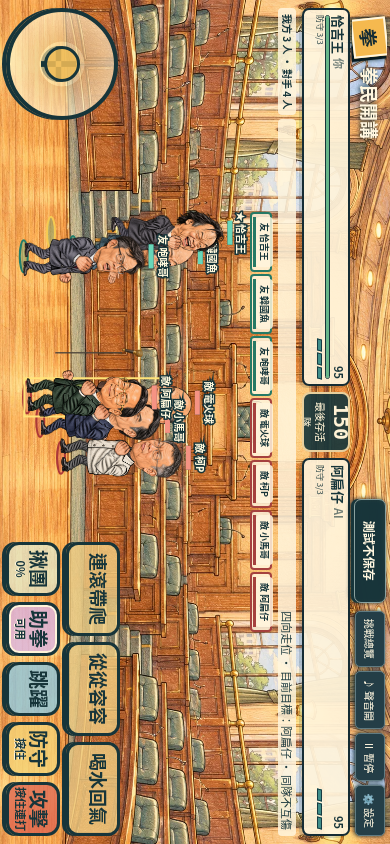 拳 拳民開講
恰吉王 你
防守 3/3
95
150
最後存活
阿扁仔 AI
防守 3/3
95
測試不保存
挑戰總覽
♪ 聲音開
II 暫停
設定
我方 3 人・對手 4 人
四向走位・目前目標：阿扁仔・同隊不互傷
友 恰吉王
友 韓國魚
友 咆哮哥
敵 電火球
敵 柯P
敵 小馬哥
敵 阿扁仔
★恰吉王
韓國魚
友 咆哮哥
敵 電火球
敵 小馬哥
敵 阿扁仔
敵 柯P
連滾帶爬
從從容容
喝水回氣
揪團
0%
助拳
可用
跳躍
防守
按住
攻擊
按住連打